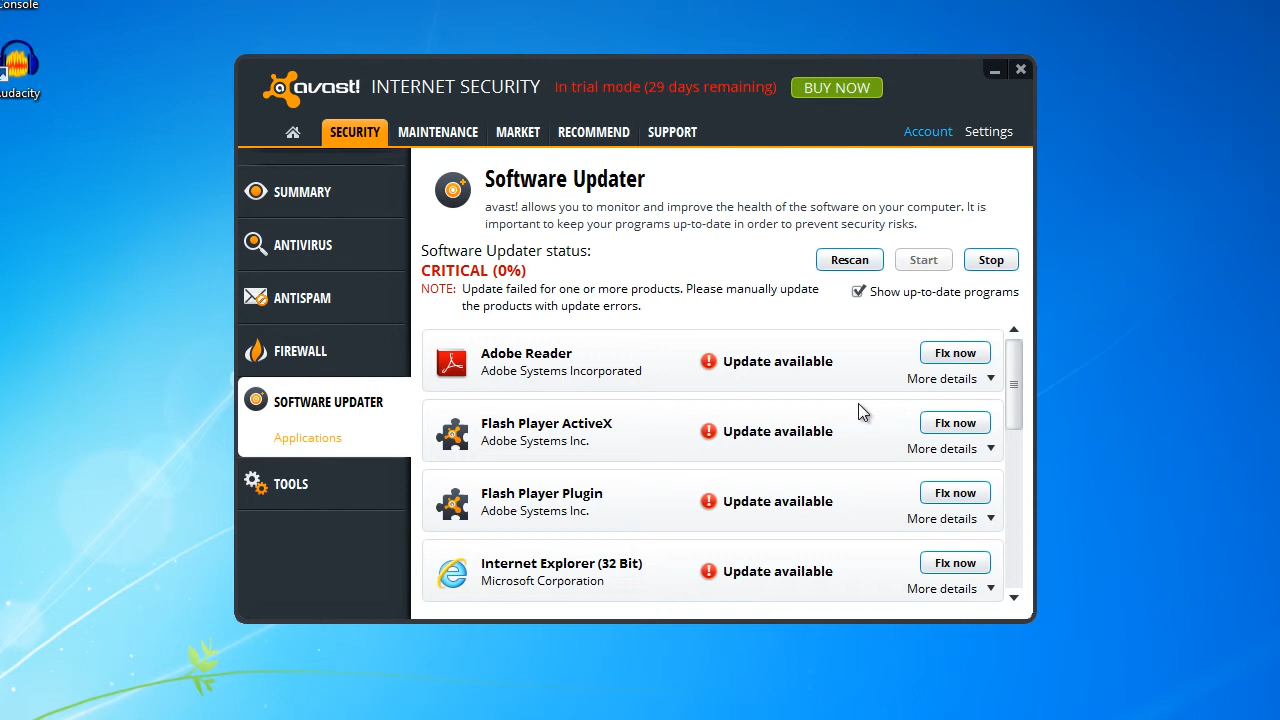 onsole
udacity
avast! INTERNET SECURITY In trial mode (29 days remaining) BUY NOW
SECURITY MAINTENANCE MARKET RECOMMEND SUPPORT Account Settings
SUMMARY
ANTIVIRUS
ANTISPAM
FIREWALL
SOFTWARE UPDATER
Applications
TOOLS
Software Updater
avast! allows you to monitor and improve the health of the software on your computer. It is
important to keep your programs up-to-date in order to prevent security risks.
Software Updater status:
CRITICAL (0%)
Rescan Start Stop
NOTE: Update failed for one or more products. Please manually update
the products with update errors.
Show up-to-date programs
Adobe Reader
Adobe Systems Incorporated
Update available
FIx now
More details
Flash Player ActiveX
Adobe Systems Inc.
Update available
FIx now
More details
Flash Player Plugin
Adobe Systems Inc.
Update available
FIx now
More details
Internet Explorer (32 Bit)
Microsoft Corporation
Update available
FIx now
More details